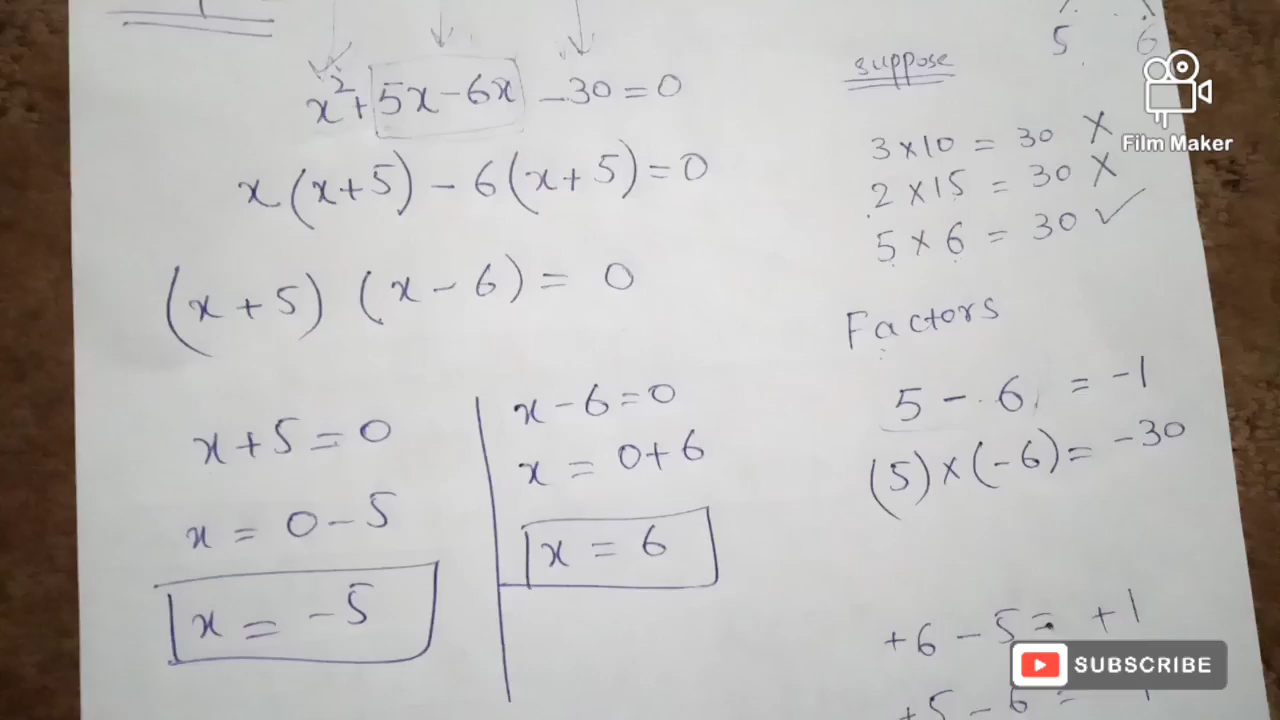 x² + 5x - 6x - 30 = 0
x(x+5) - 6(x+5) = 0
(x+5) (x-6) = 0
x+5=0
x = 0-5
x = -5
x-6=0
x = 0+6
x = 6
5 6
suppose
3×10 = 30 ×
2×15 = 30 ×
5×6 = 30 ✓
Factors
5 - 6 = -1
(5)×(-6)= -30
+6 -5= +1
+5 - 6 =
Film Maker
SUBSCRIBE